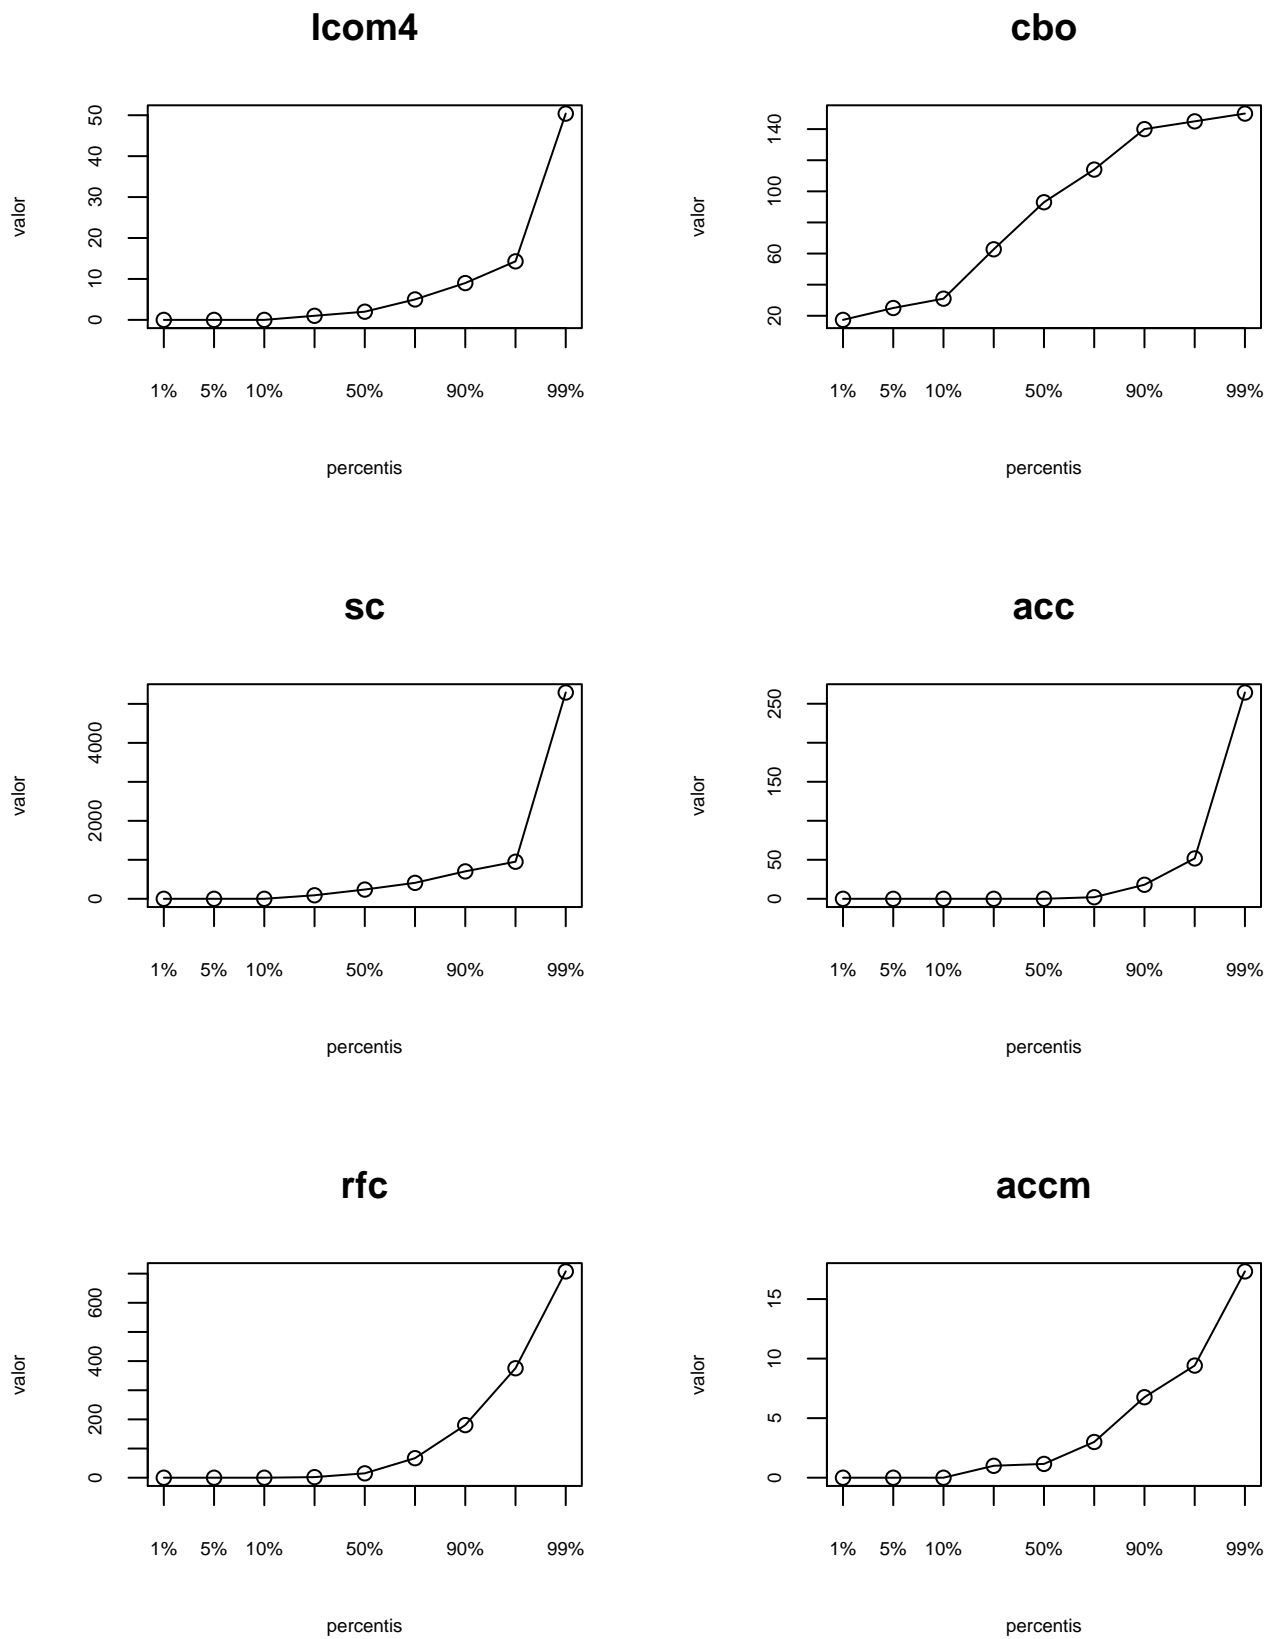 lcom4
valor
0 10 20 30 40 50
1% 5% 10% 50% 90% 99%
percentis
cbo
valor
20 60 100 140
1% 5% 10% 50% 90% 99%
percentis
sc
valor
0 2000 4000
1% 5% 10% 50% 90% 99%
percentis
acc
valor
0 50 150 250
1% 5% 10% 50% 90% 99%
percentis
rfc
valor
0 200 400 600
1% 5% 10% 50% 90% 99%
percentis
accm
valor
0 5 10 15
1% 5% 10% 50% 90% 99%
percentis